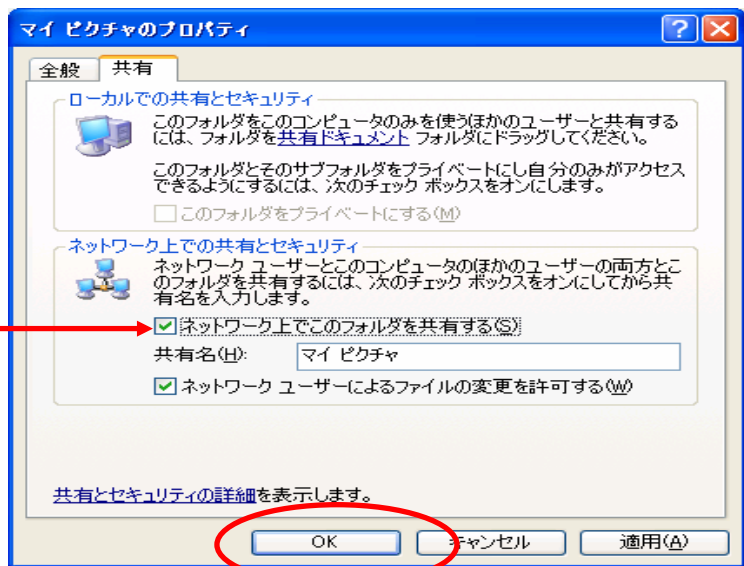 マイ ピクチャのプロパティ
全般 共有
ローカルでの共有とセキュリティ
このフォルダをこのコンピュータのみを使うほかのユーザーと共有する
には、フォルダを共有ドキュメント フォルダにドラッグしてください。
このフォルダとそのサブフォルダをプライベートにし自分のみがアクセス
できるようにするには、次のチェック ボックスをオンにします。
このフォルダをプライベートにする(M)
ネットワーク上での共有とセキュリティ
ネットワーク ユーザーとこのコンピュータのほかのユーザーの両方とこ
のフォルダを共有するには、次のチェック ボックスをオンにしてから共
有名を入力します。
ネットワーク上でこのフォルダを共有する(S)
共有名(H): マイ ピクチャ
ネットワーク ユーザーによるファイルの変更を許可する(W)
共有とセキュリティの詳細を表示します。
OK キャンセル 適用(A)